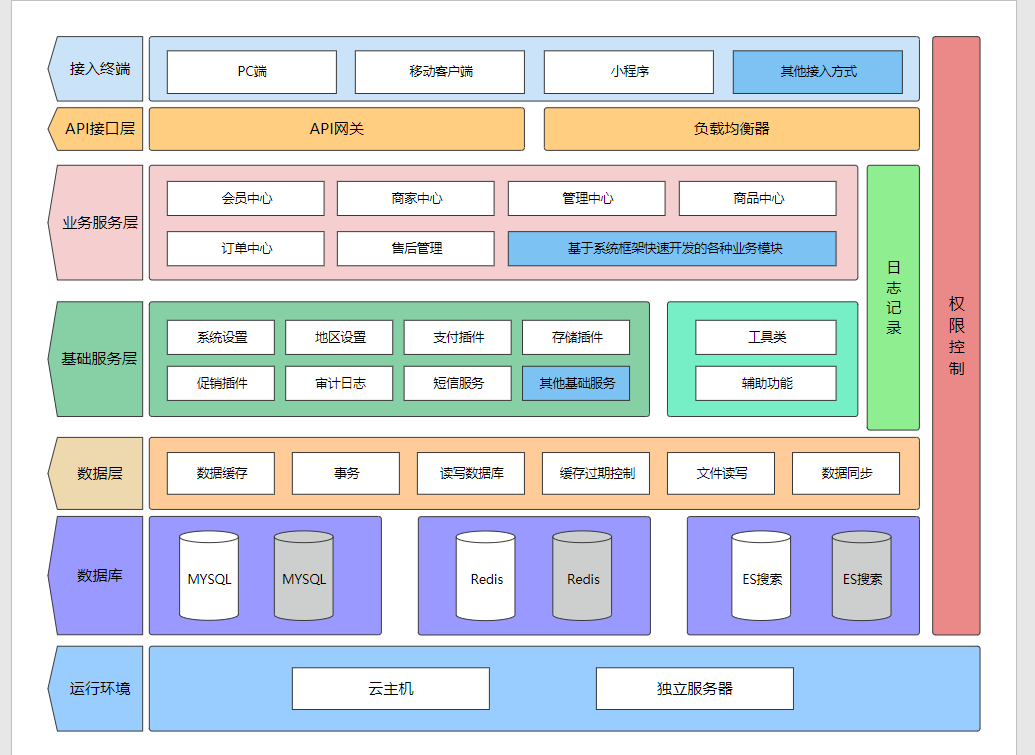 接入终端
PC端
移动客户端
小程序
其他接入方式
API接口层
API网关
负载均衡器
业务服务层
会员中心
商家中心
管理中心
商品中心
订单中心
售后管理
基于系统框架快速开发的各种业务模块
日志记录
权限控制
基础服务层
系统设置
地区设置
支付插件
存储插件
促销插件
审计日志
短信服务
其他基础服务
工具类
辅助功能
数据层
数据缓存
事务
读写数据库
缓存过期控制
文件读写
数据同步
数据库
MYSQL
MYSQL
Redis
Redis
ES搜索
ES搜索
运行环境
云主机
独立服务器